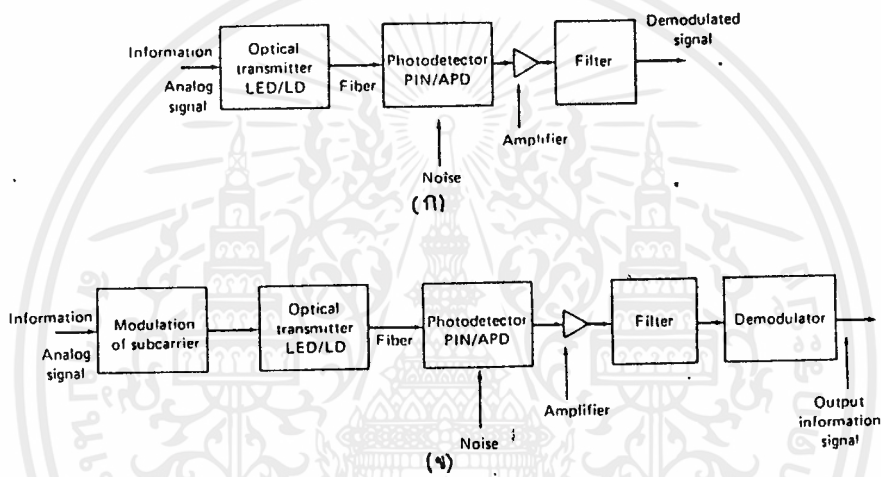 Demodulated
signal
Information
Analog
signal
Optical
transmitter
LED/LD
Fiber
Photodetector
PIN/APD
Filter
Amplifier
Noise
(ก)
Information
Analog
signal
Modulation
of subcarrier
Optical
transmitter
LED/LD
Fiber
Photodetector
PIN/APD
Filter
Demodulator
Amplifier
Noise
Output
information
signal
(ข)